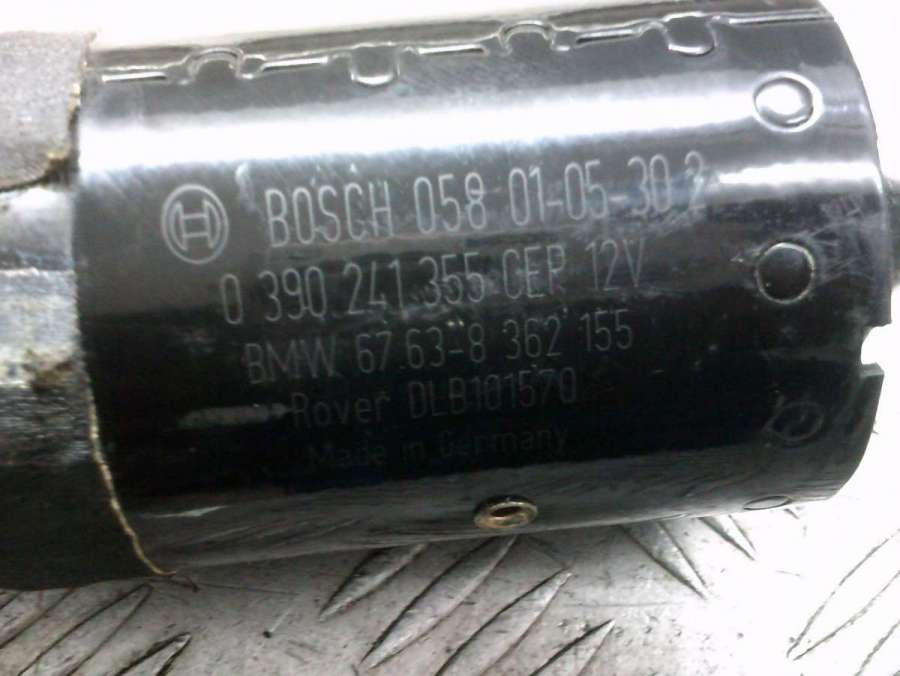 BOSCH 058 01-05-30 2
0 390 241 355 CEP 12V
BMW 67.63-8 362 155
Rover DLB101570
Made in Germany